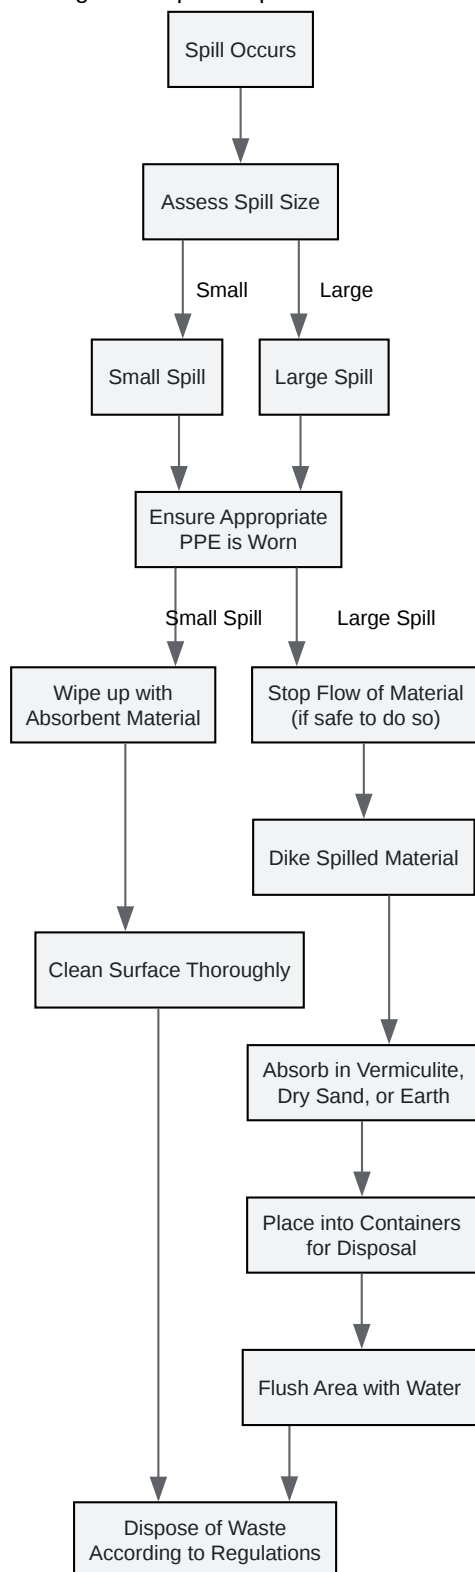 Spill Occurs
Assess Spill Size
Small
Large
Small Spill
Large Spill
Ensure Appropriate
PPE is Worn
Small Spill
Large Spill
Wipe up with
Absorbent Material
Stop Flow of Material
(if safe to do so)
Dike Spilled Material
Clean Surface Thoroughly
Absorb in Vermiculite,
Dry Sand, or Earth
Place into Containers
for Disposal
Flush Area with Water
Dispose of Waste
According to Regulations